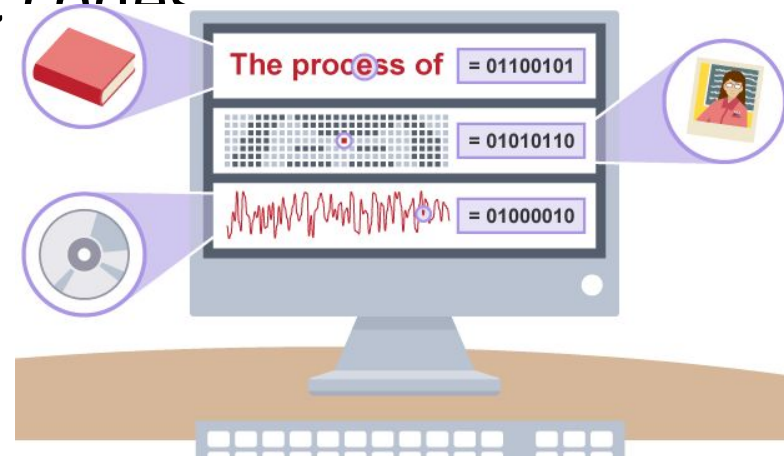 The process of
= 01100101
= 01010110
= 01000010